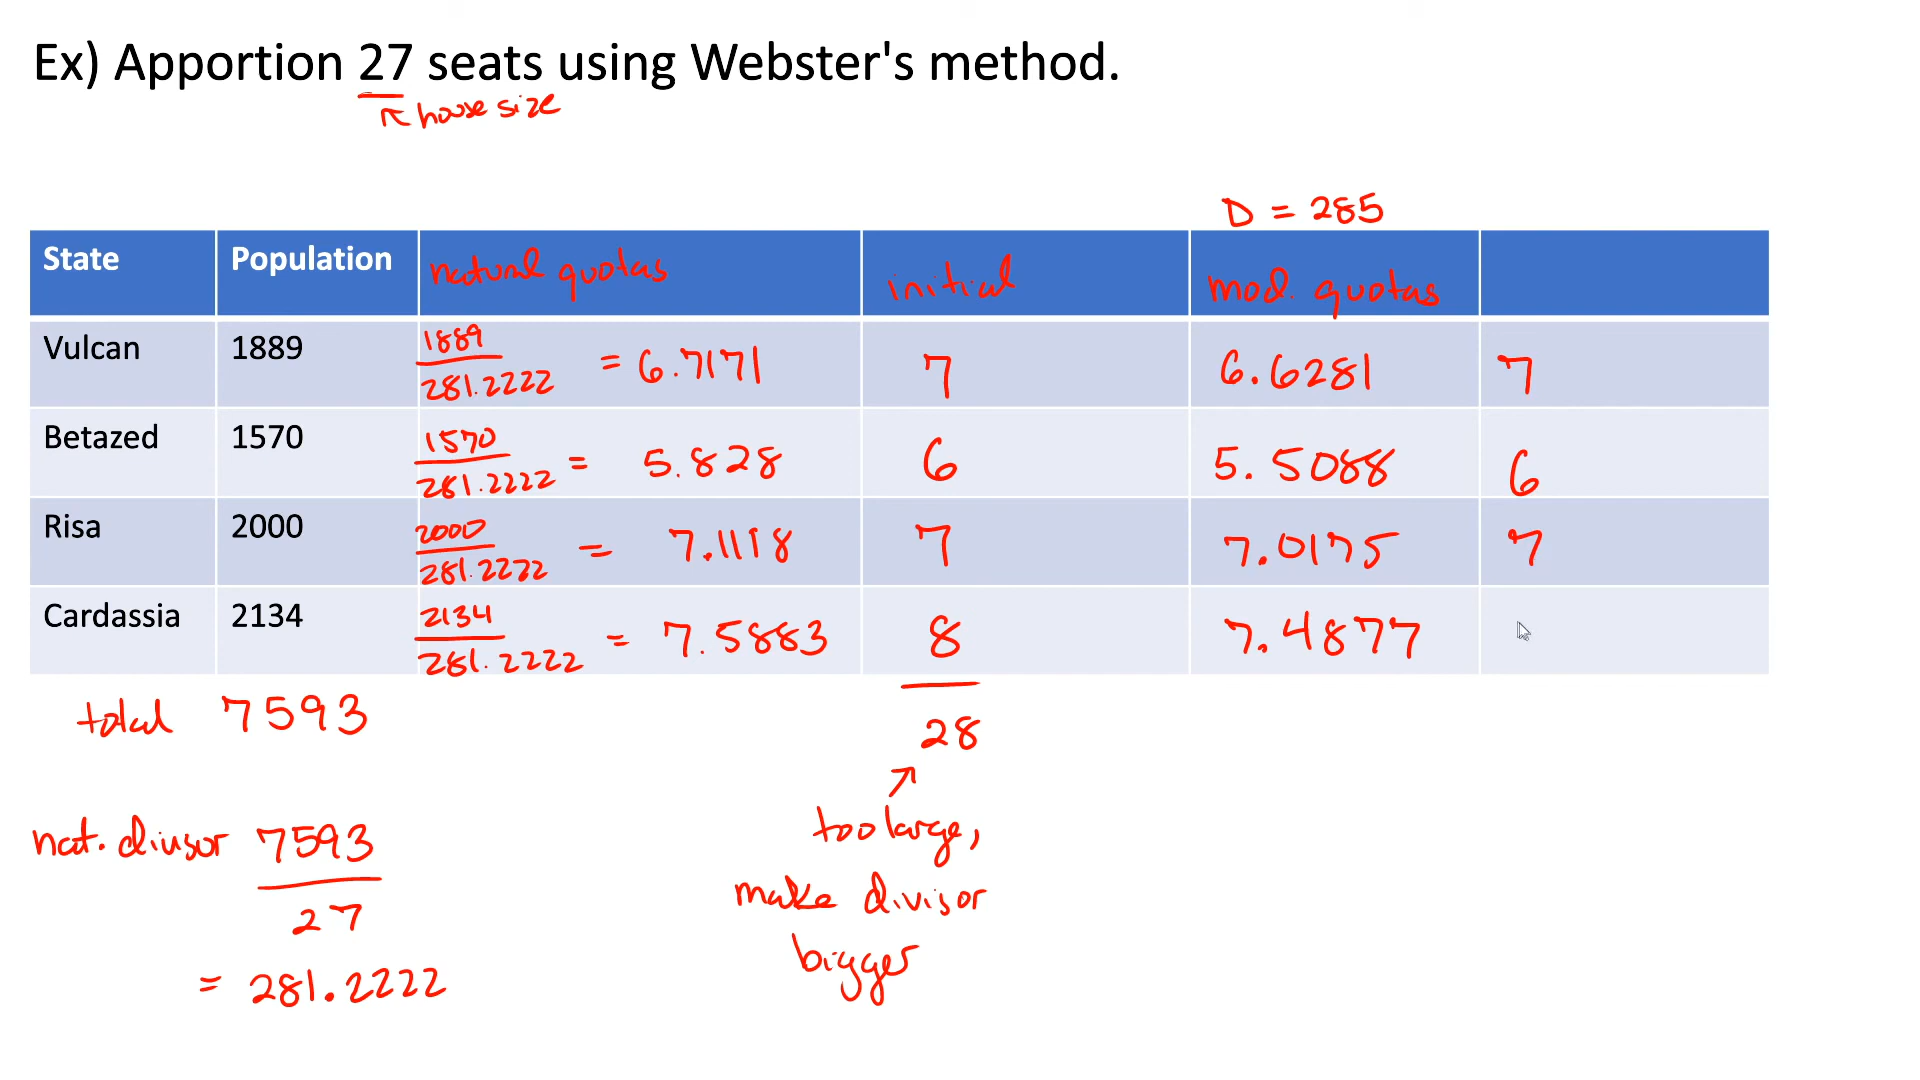 Ex) Apportion 27 seats using Webster's method.
↖ house size
D = 285
State Population natural quotas initial mod. quotas
Vulcan 1889 1889/281.2222 = 6.7171 7 6.6281 7
Betazed 1570 1570/281.2222 = 5.828 6 5.5088 6
Risa 2000 2000/281.2222 = 7.1118 7 7.0175 7
Cardassia 2134 2134/281.2222 = 7.5883 8 7.4877
total 7593
28
nat. divisor 7593/27
= 281.2222
too large,
make divisor
bigger